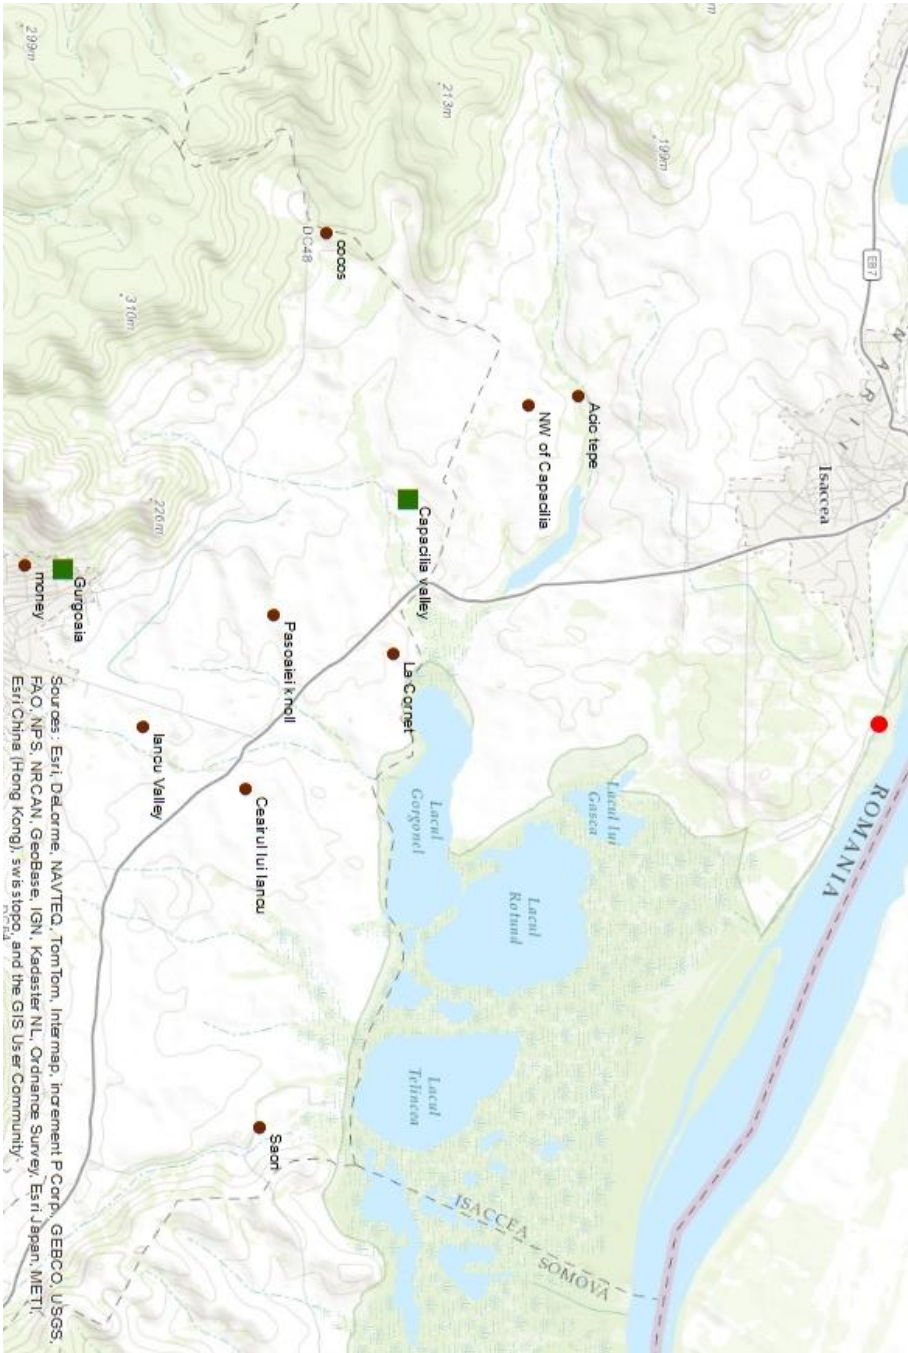 299m
213m
199m
m
E87
NARII
cocos
DC48
310m
Acic tepe
NW of Capacilia
Isaccea
226m
Capacilia valley
Gurgoaia
money
Pasoaiei knoll
La Cornet
Iancu Valley
Cearirul lui Iancu
Lacul
Gorgonel
Lacul lui
Gasca
Lacul
Rotund
ROMANIA
Lacul
Telincea
Saon
ISACCEA
SOMOVA
Sources: Esri, DeLorme, NAVTEQ, TomTom, Intermap, increment P Corp., GEBCO, USGS,
FAO, NPS, NRCAN, GeoBase, IGN, Kadaster NL, Ordnance Survey, Esri Japan, METI,
Esri China (Hong Kong), swisstopo, and the GIS User Community